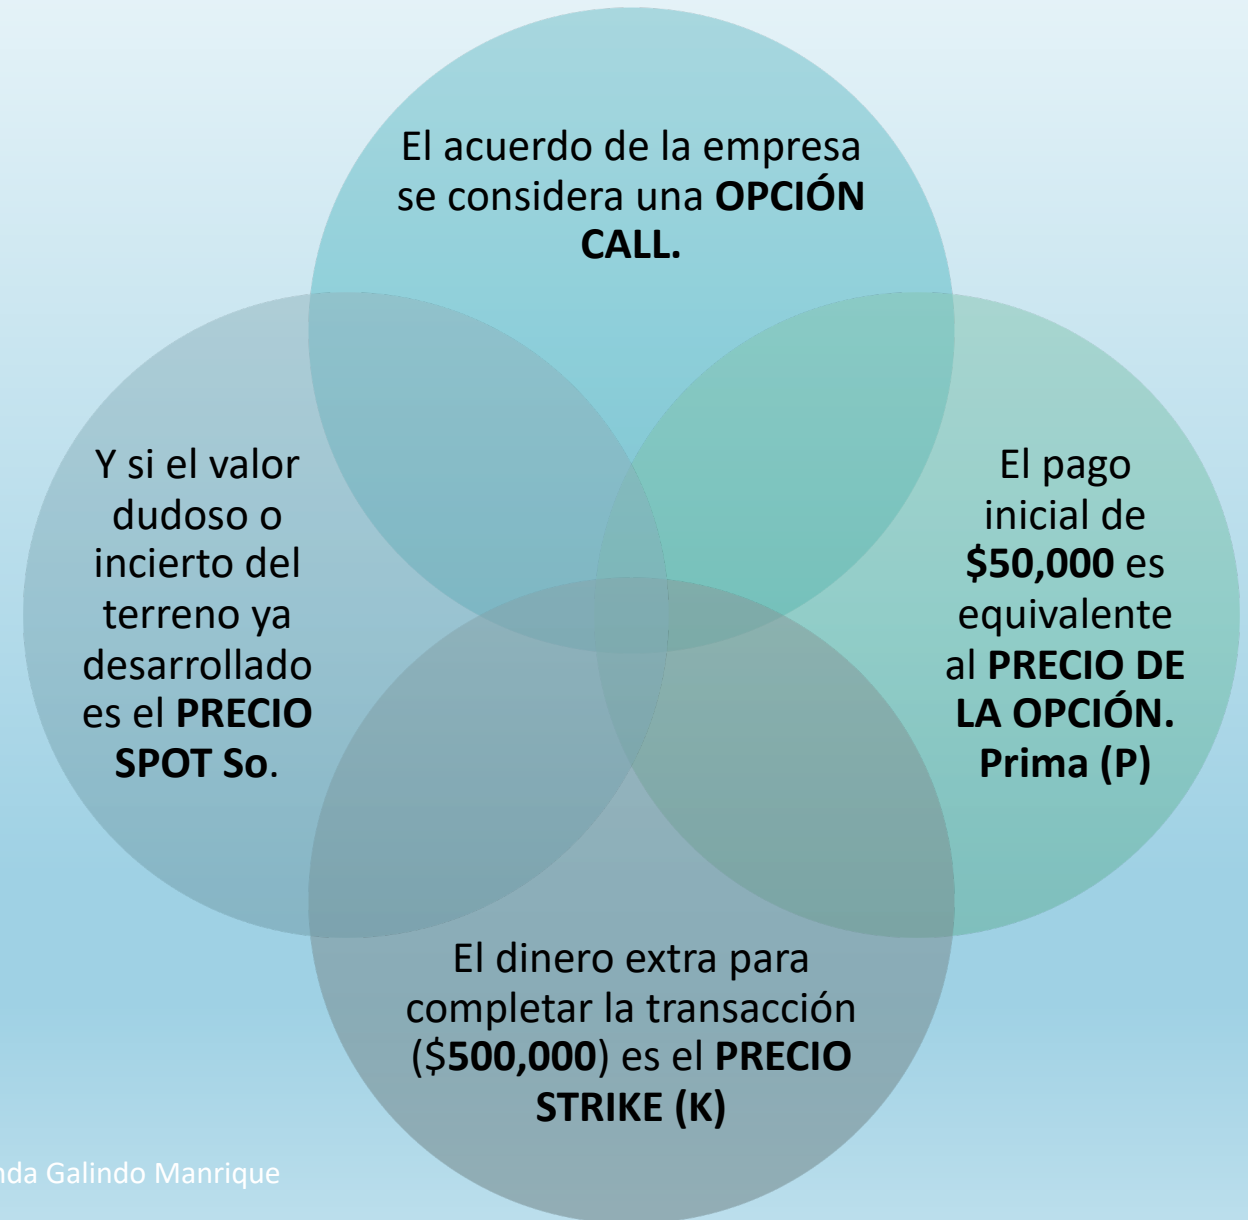 El acuerdo de la empresa
se considera una OPCIÓN
CALL.
Y si el valor
dudoso o
incierto del
terreno ya
desarrollado
es el PRECIO
SPOT So.
El pago
inicial de
$50,000 es
equivalente
al PRECIO DE
LA OPCIÓN.
Prima (P)
El dinero extra para
completar la transacción
($500,000) es el PRECIO
STRIKE (K)
nda Galindo Manrique